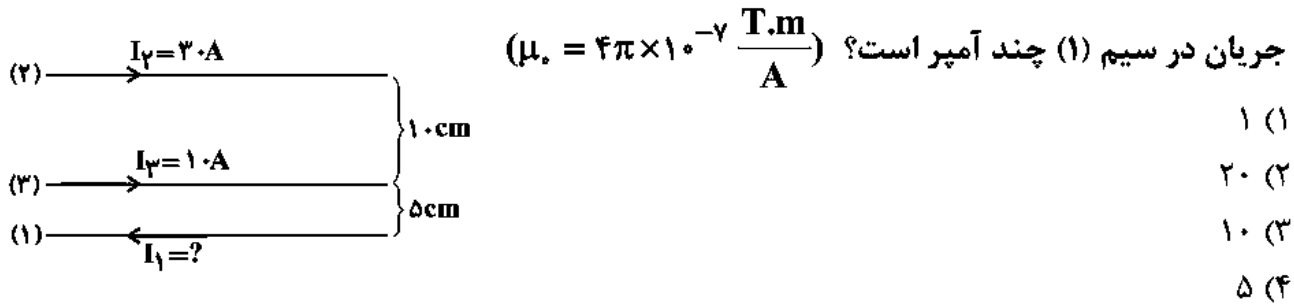 جریان در سیم (۱) چند آمپر است؟ (μ۰ = ۴π×۱۰⁻⁷ T.m/A)
I۲=۳۰A
(۲)
۱۰cm
I۳=۱۰A
(۳)
۵cm
(۱)
I۱=?
۱) ۱
۲) ۲۰
۳) ۱۰
۴) ۵